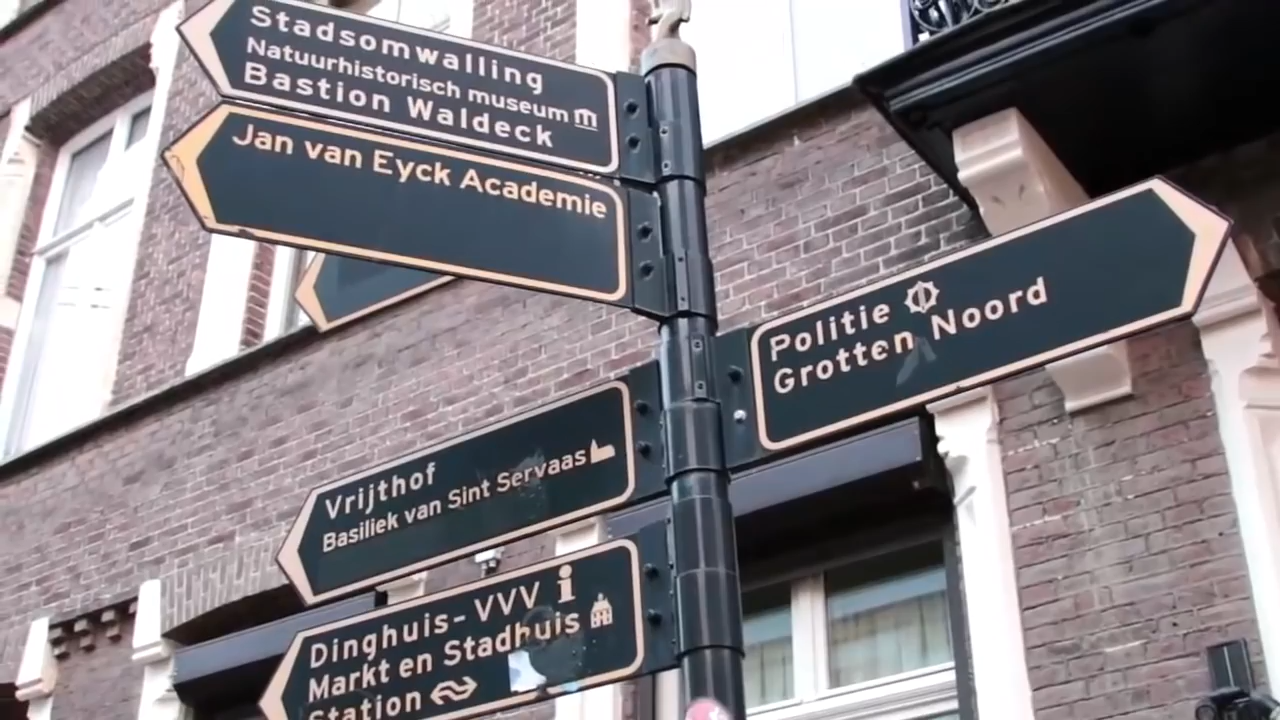 Stadsomwalling
Natuurhistorisch museum
Bastion Waldeck
Jan van Eyck Academie
Politie
Grotten Noord
Vrijthof
Basiliek van Sint Servaas
Dinghuis-VVV i
Markt en Stadhuis
Station